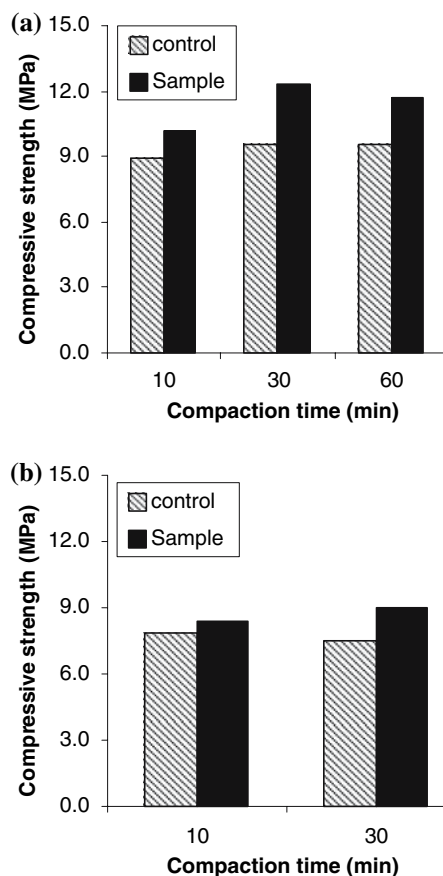 (a)
15.0
12.0
9.0
6.0
3.0
0.0
Compressive strength (MPa)
control
Sample
10 30 60
Compaction time (min)
(b)
15.0
12.0
9.0
6.0
3.0
0.0
Compressive strength (MPa)
control
Sample
10 30
Compaction time (min)